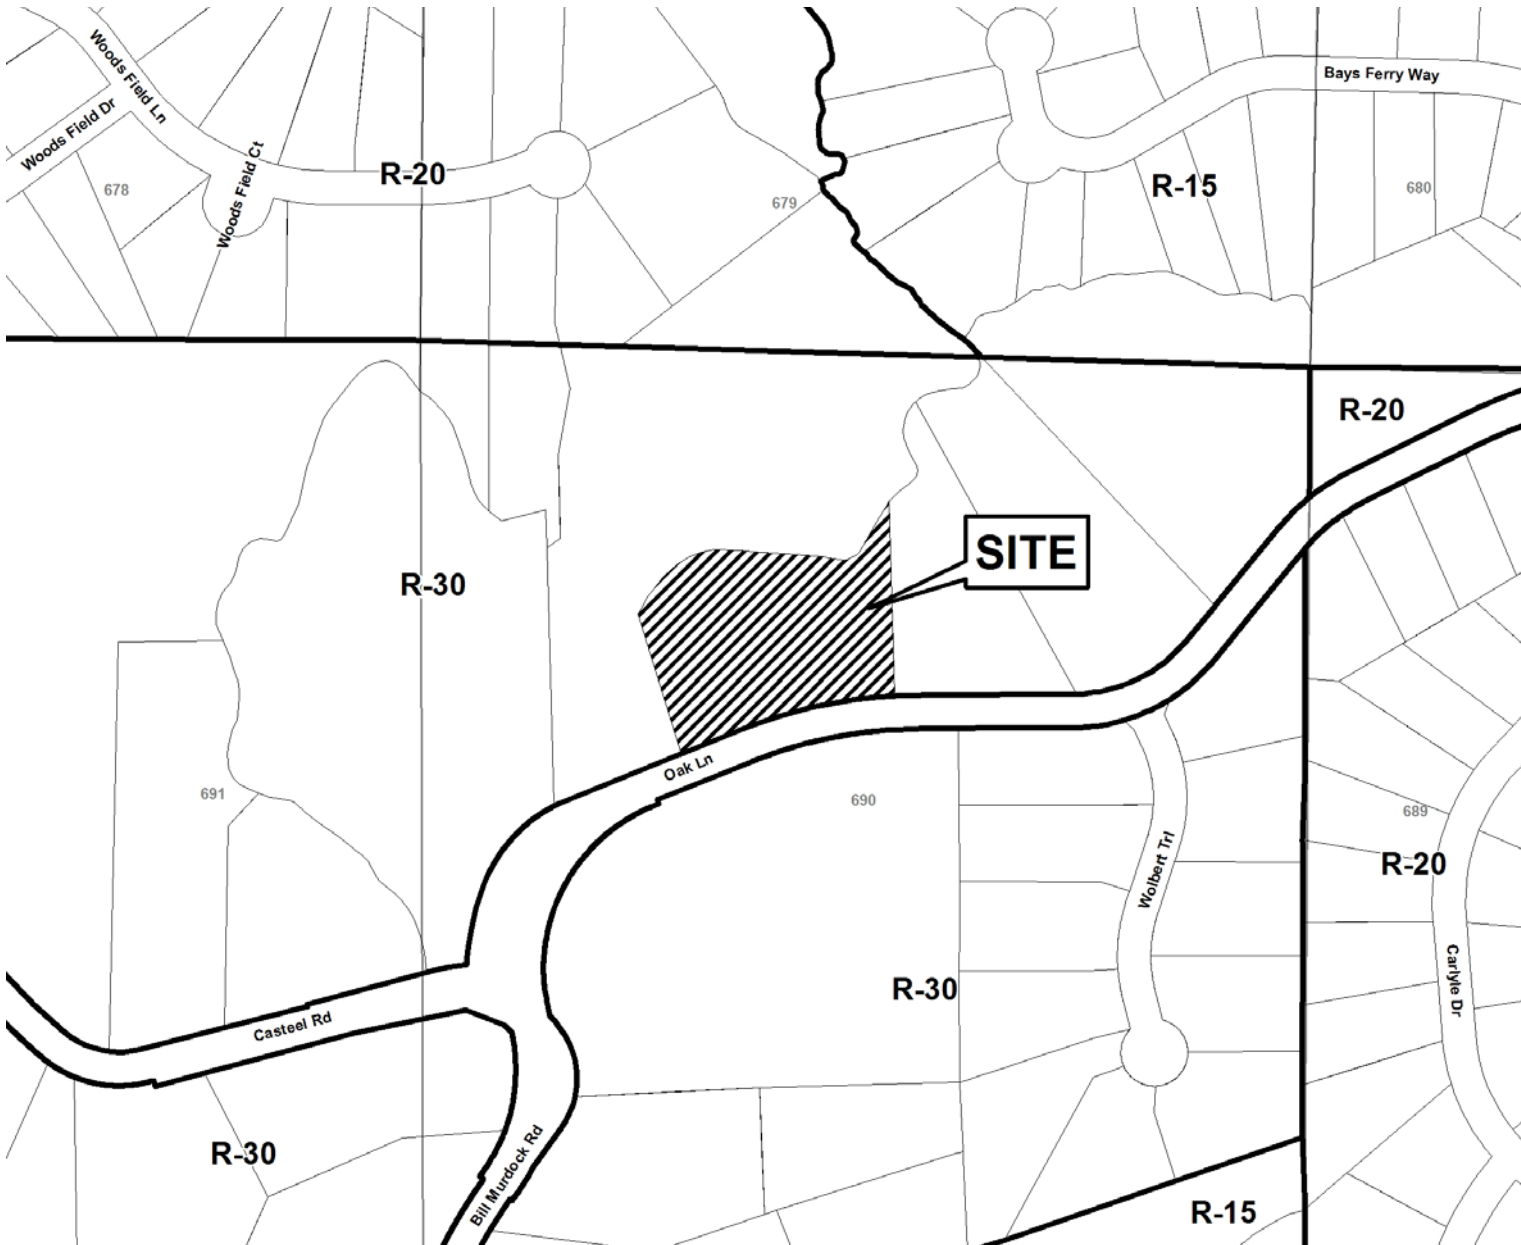 Woods Field Ln
Bays Ferry Way
Woods Field Dr
R-20
R-15
678
Woods Field Ct
679
680
R-20
SITE
R-30
Oak Ln
691
690
689
R-20
Wolbert Trl
Carlyle Dr
R-30
Casteel Rd
R-30
Bill Murdock Rd
R-15